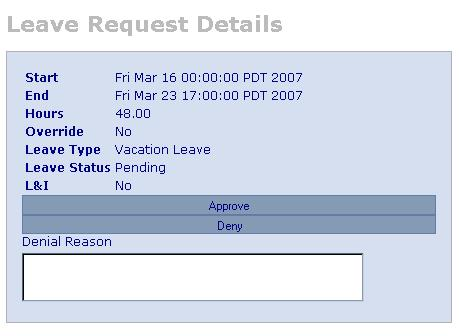 Leave Request Details
Start Fri Mar 16 00:00:00 PDT 2007
End Fri Mar 23 17:00:00 PDT 2007
Hours 48.00
Override No
Leave Type Vacation Leave
Leave Status Pending
L&I No
Approve
Deny
Denial Reason